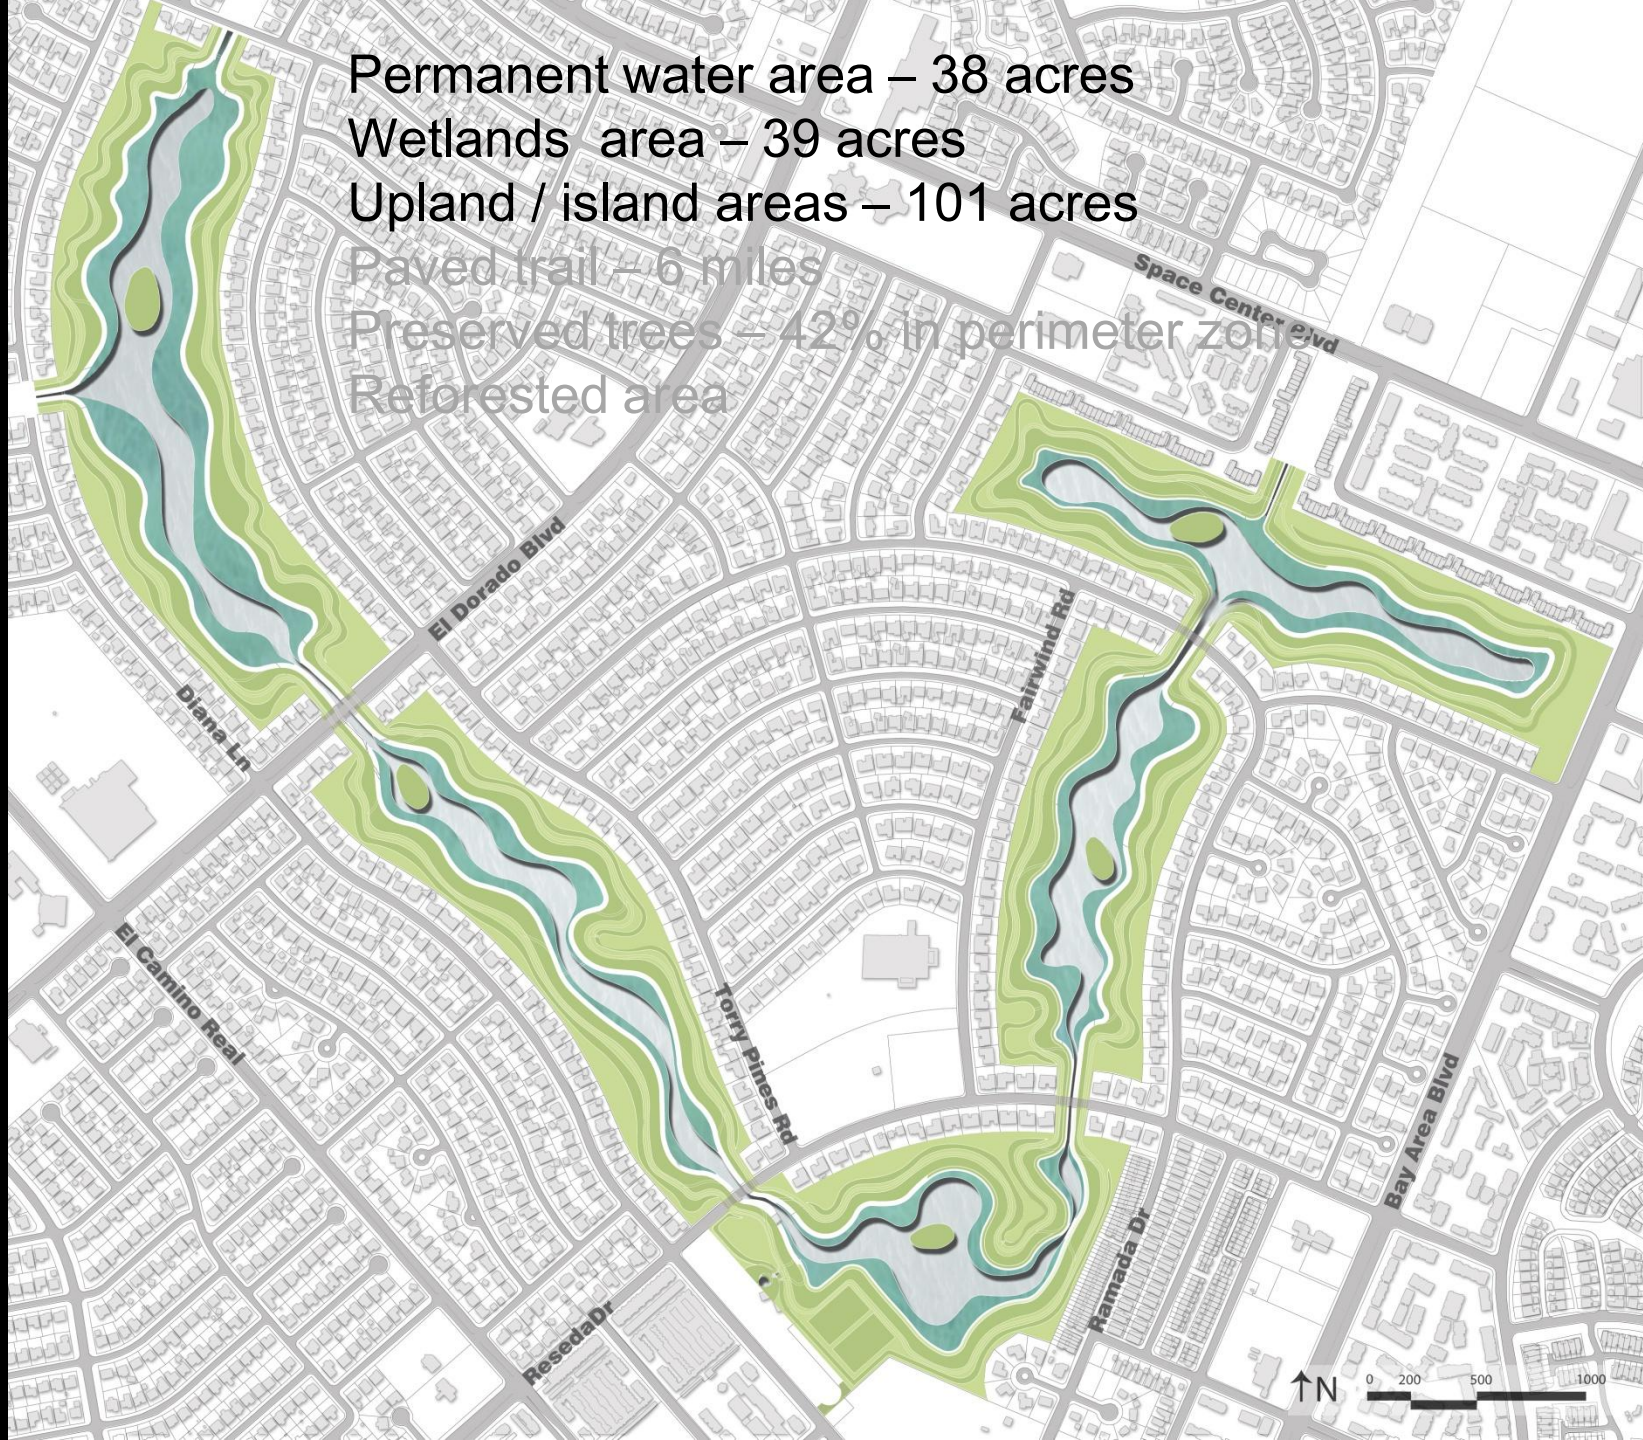 Permanent water area – 38 acres
Wetlands  area – 39 acres
Upland / island areas – 101 acres
Paved trail – 6 miles
Preserved trees – 42% in perimeter zone
Reforested area
Space Center Blvd
El Dorado Blvd
Fairwind Rd
Diana Ln
El Camino Real
Torry Pines Rd
Bay Area Blvd
Ramada Dr
ResedaDr
N
0 200 500 1000